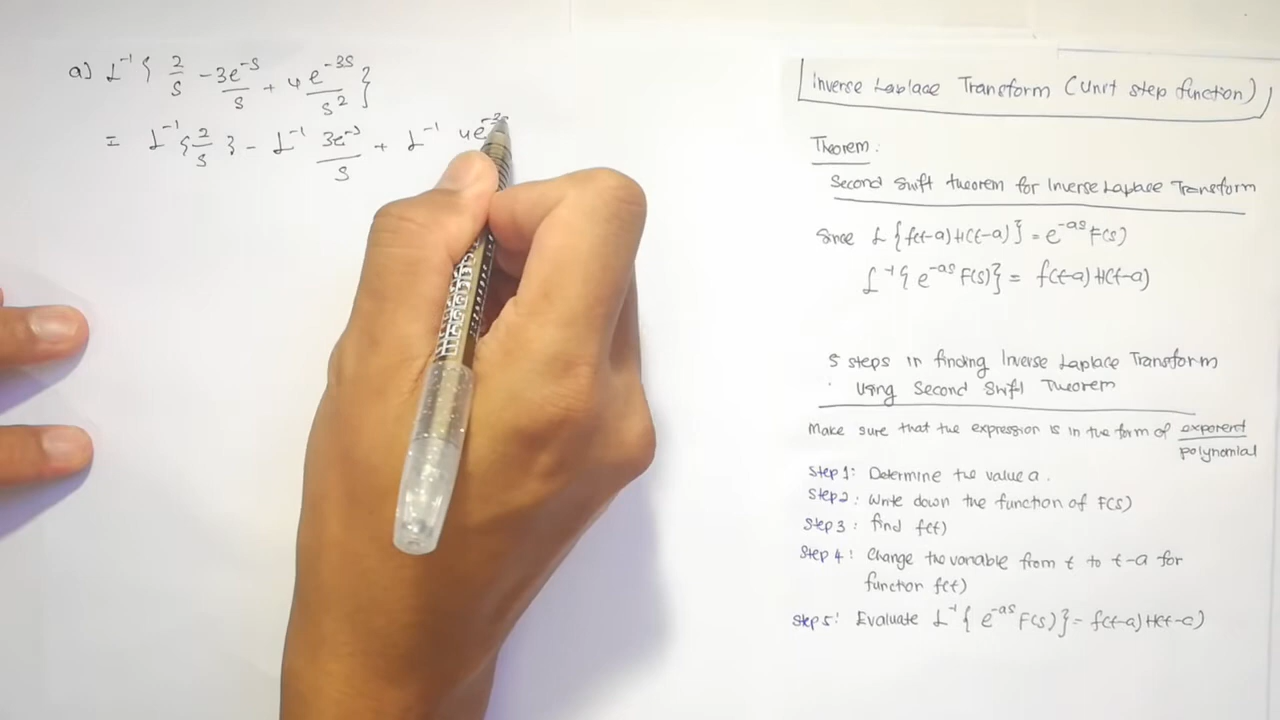 a) L⁻¹ { 2/s - 3e⁻ˢ/s + 4 e⁻³ˢ/s² }
= L⁻¹ { 2/s } - L⁻¹ 3e⁻ˢ/s + L⁻¹ 4e
Inverse Laplace Transform (Unit step function)
Theorem:
Second Swift theorem for Inverse Laplace Transform
Since L {f(t-a)H(t-a)} = e⁻ᵃˢ F(s)
L⁻¹{ e⁻ᵃˢ F(s)} = f(t-a)H(t-a)
5 steps in finding Inverse Laplace Transform
using Second Swift Theorem
Make sure that the expression is in the form of exponent/polynomial
Step 1: Determine the value a.
Step 2: Write down the function of F(s)
Step 3: find f(t)
Step 4: Change the variable from t to t-a for
function f(t)
Step 5: Evaluate L⁻¹{ e⁻ᵃˢ F(s)} = f(t-a)H(t-a)